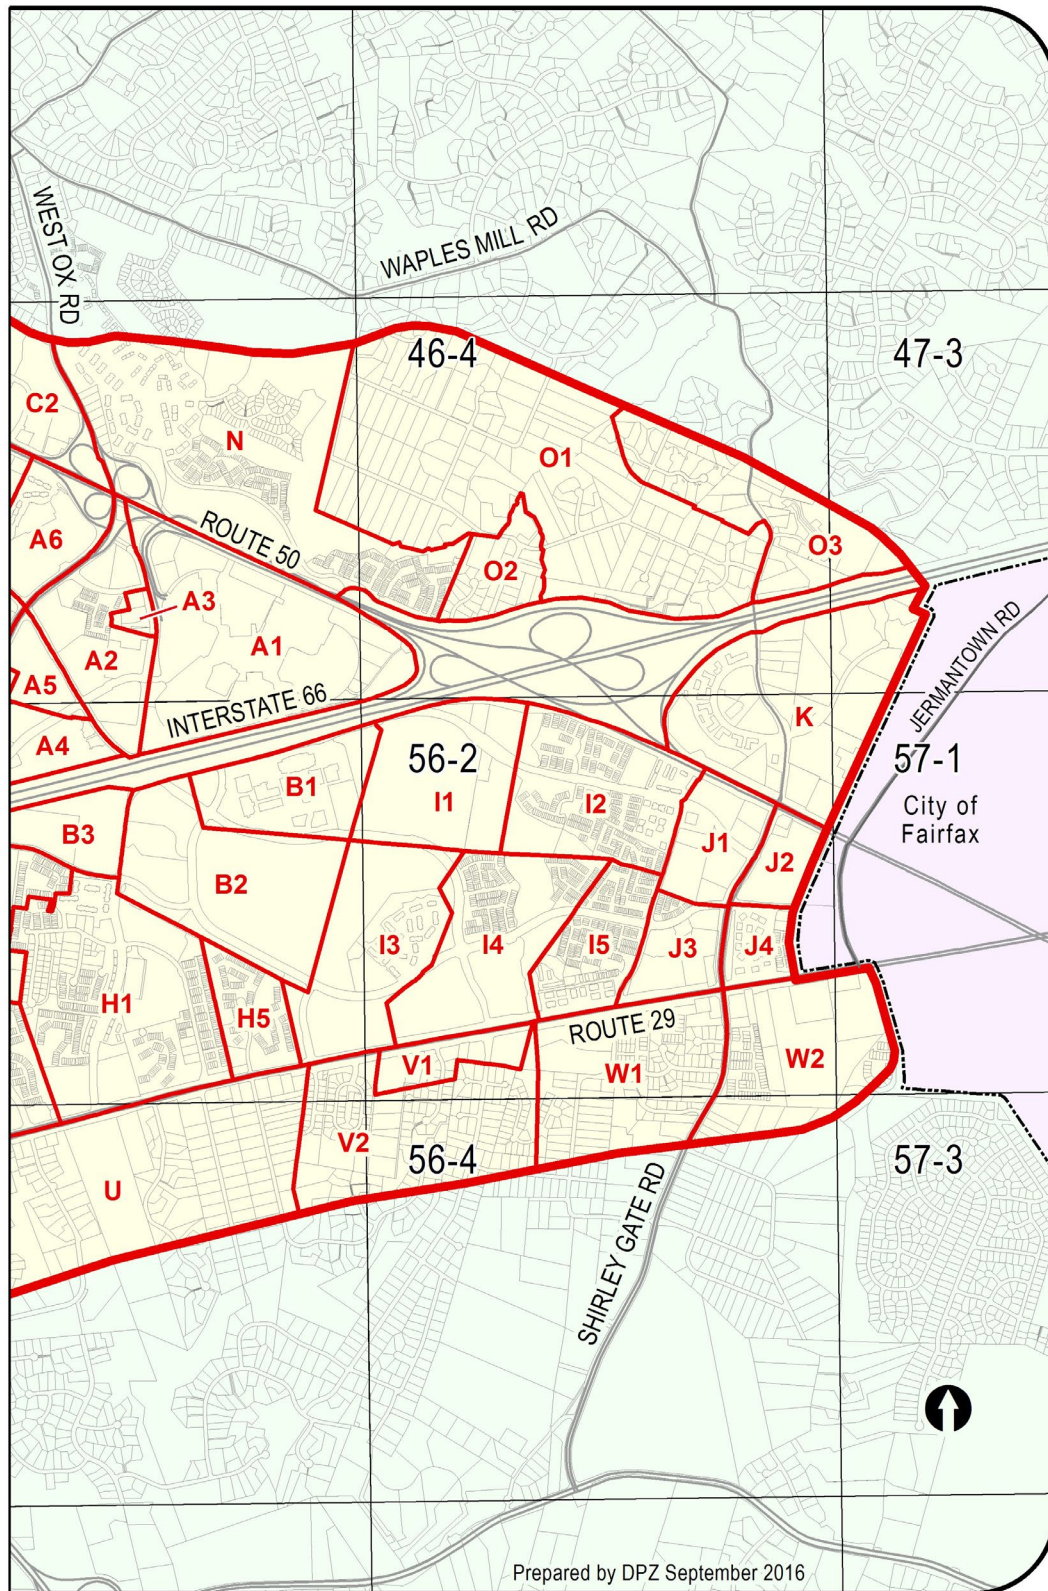 WEST OX RD
WAPLES MILL RD
46-4
47-3
C2
N
O1
ROUTE 50
A6
O3
O2
A3
A2
A1
JERMANTOWN RD
A5
INTERSTATE 66
K
A4
56-2
57-1
B1
I1
I2
City of
Fairfax
B3
J1
J2
B2
I3
I4
I5
J3
J4
H1
H5
ROUTE 29
V1
W1
W2
V2
56-4
57-3
U
SHIRLEY GATE RD
Prepared by DPZ September 2016